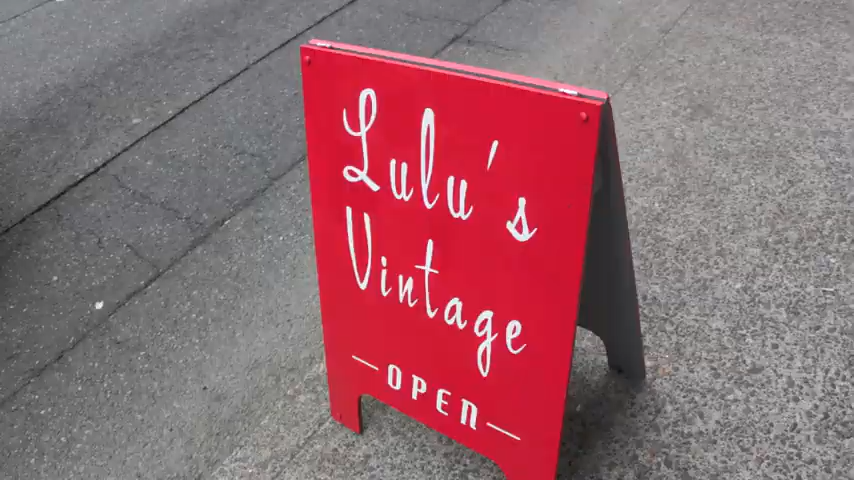 Lulu's
Vintage
— OPEN —